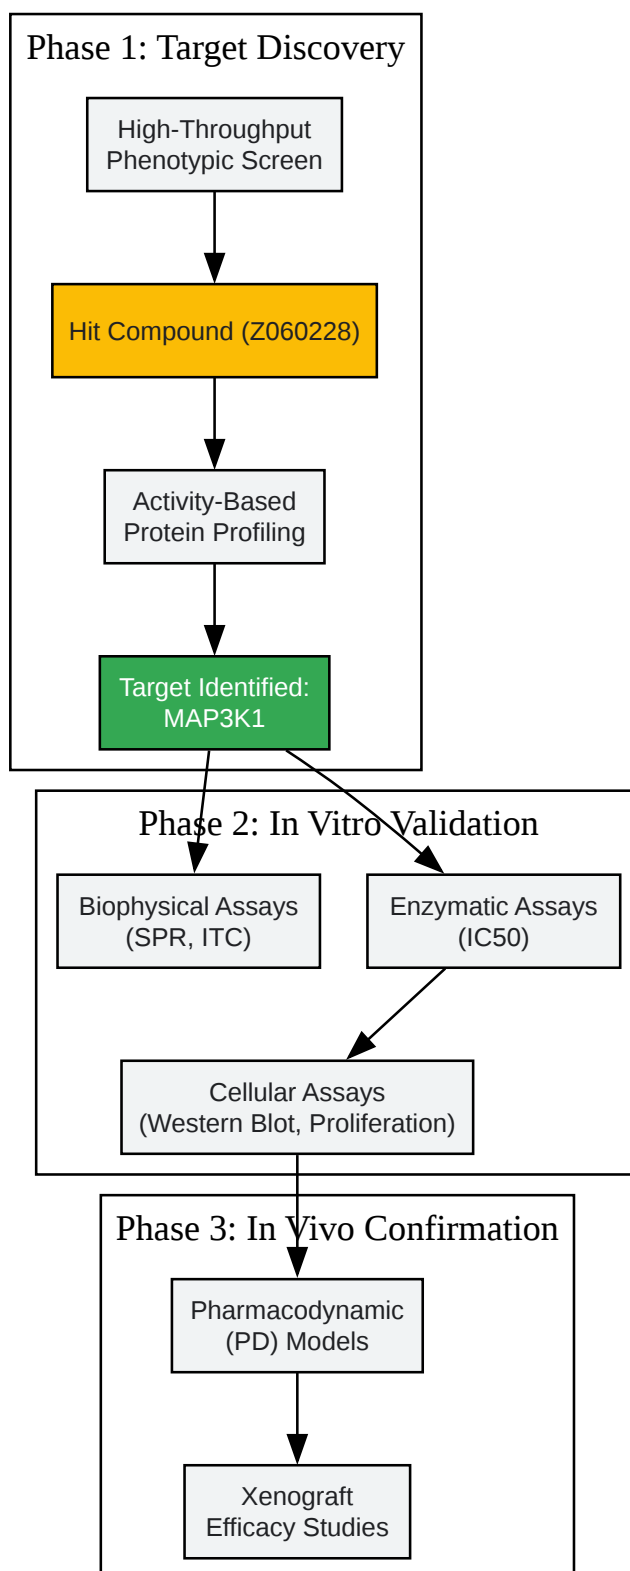 Phase 1: Target Discovery
High-Throughput
Phenotypic Screen
Hit Compound (Z060228)
Activity-Based
Protein Profiling
Target Identified:
MAP3K1
Phase 2: In Vitro Validation
Biophysical Assays
(SPR, ITC)
Enzymatic Assays
(IC50)
Cellular Assays
(Western Blot, Proliferation)
Phase 3: In Vivo Confirmation
Pharmacodynamic
(PD) Models
Xenograft
Efficacy Studies